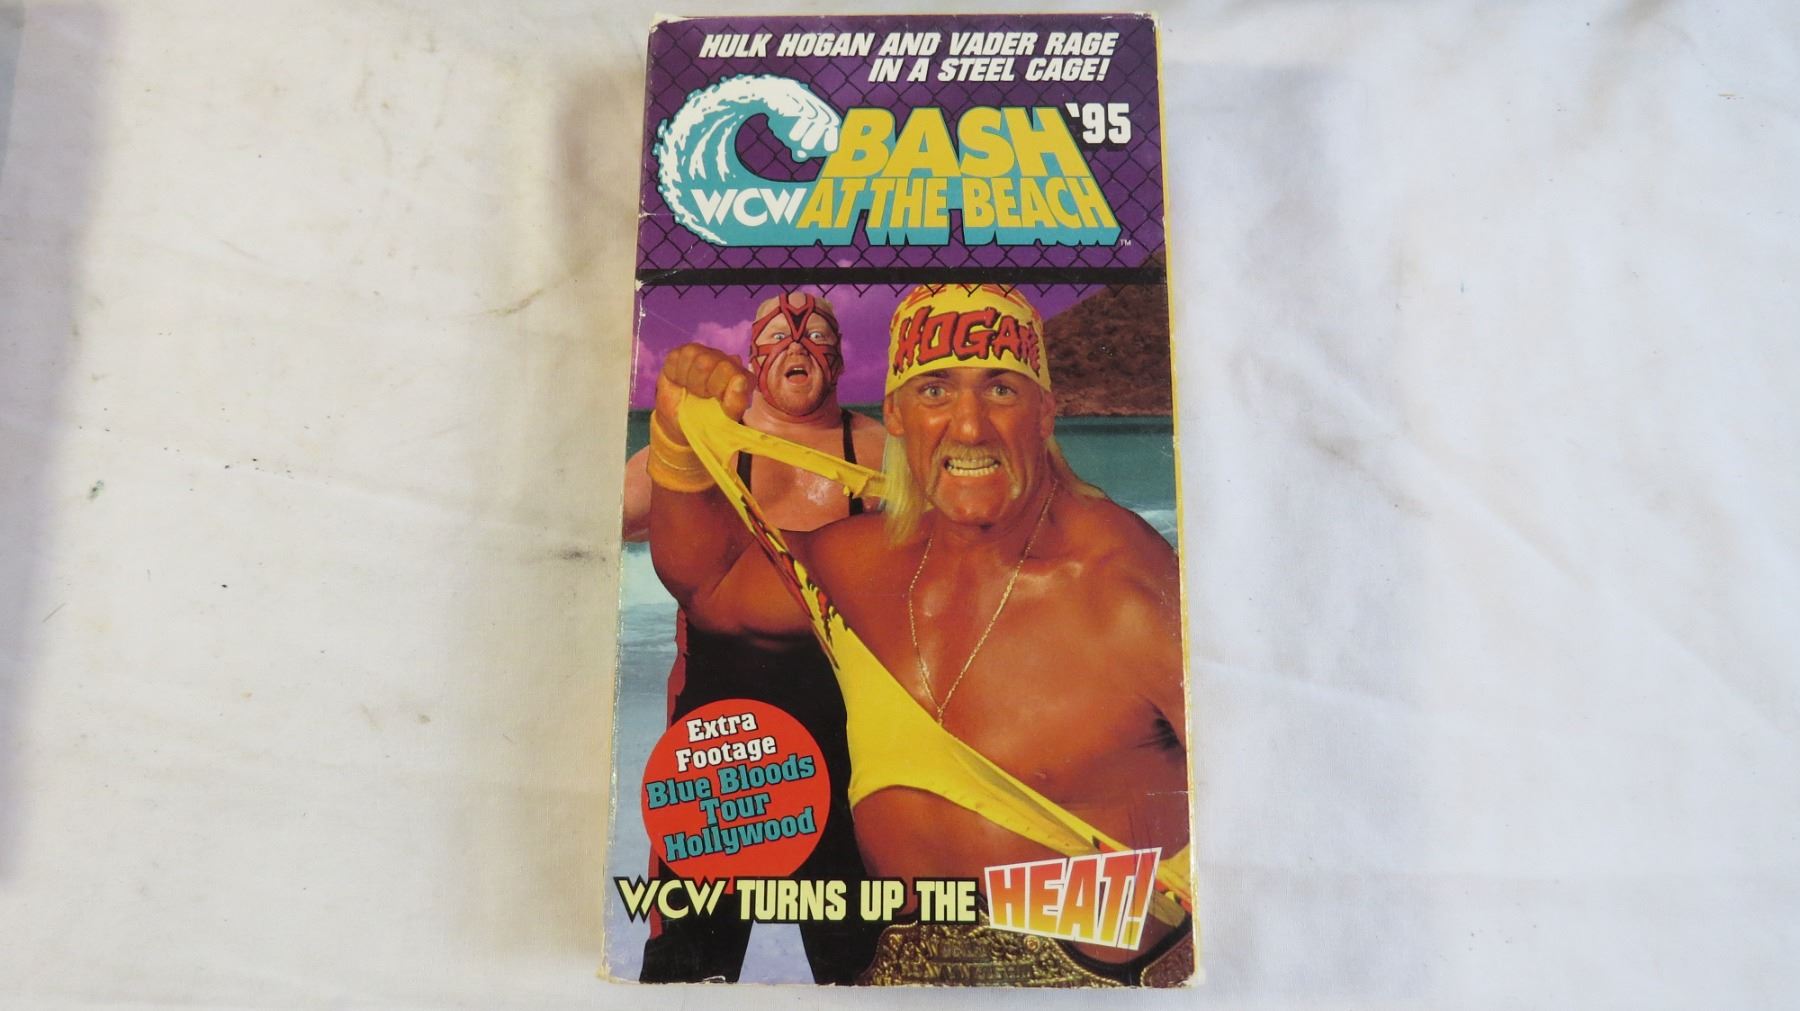 HULK HOGAN AND VADER RAGE
IN A STEEL CAGE!
BASH '95
WCW AT THE BEACH
TM
HOGAN
Extra
Footage
Blue Bloods
Tour
Hollywood
WCW TURNS UP THE HEAT!